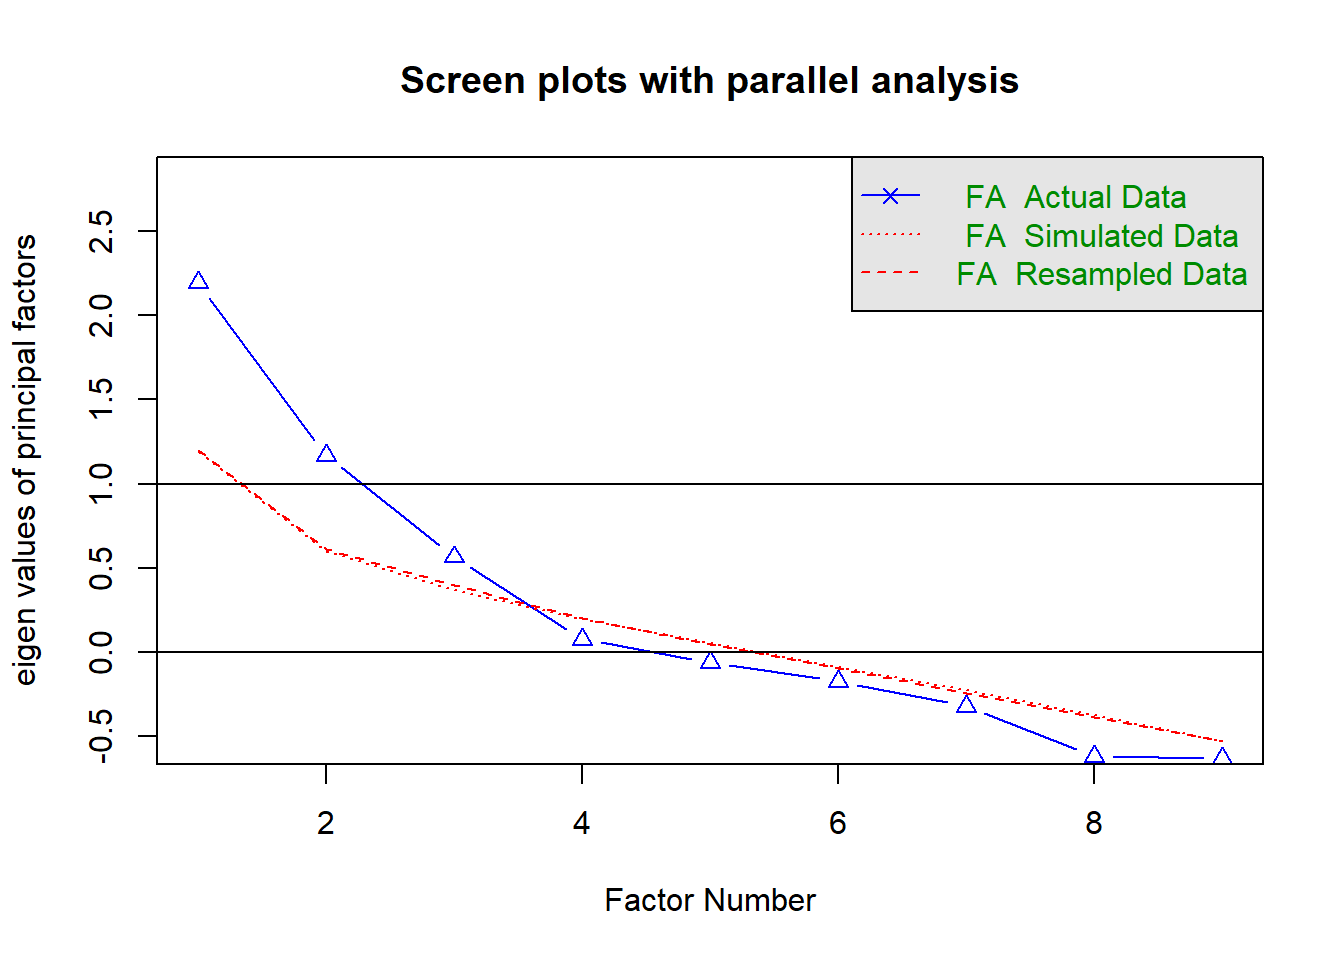 Screen plots with parallel analysis
FA Actual Data
FA Simulated Data
FA Resampled Data
eigen values of principal factors
2.5
2.0
1.5
1.0
0.5
0.0
-0.5
2 4 6 8
Factor Number